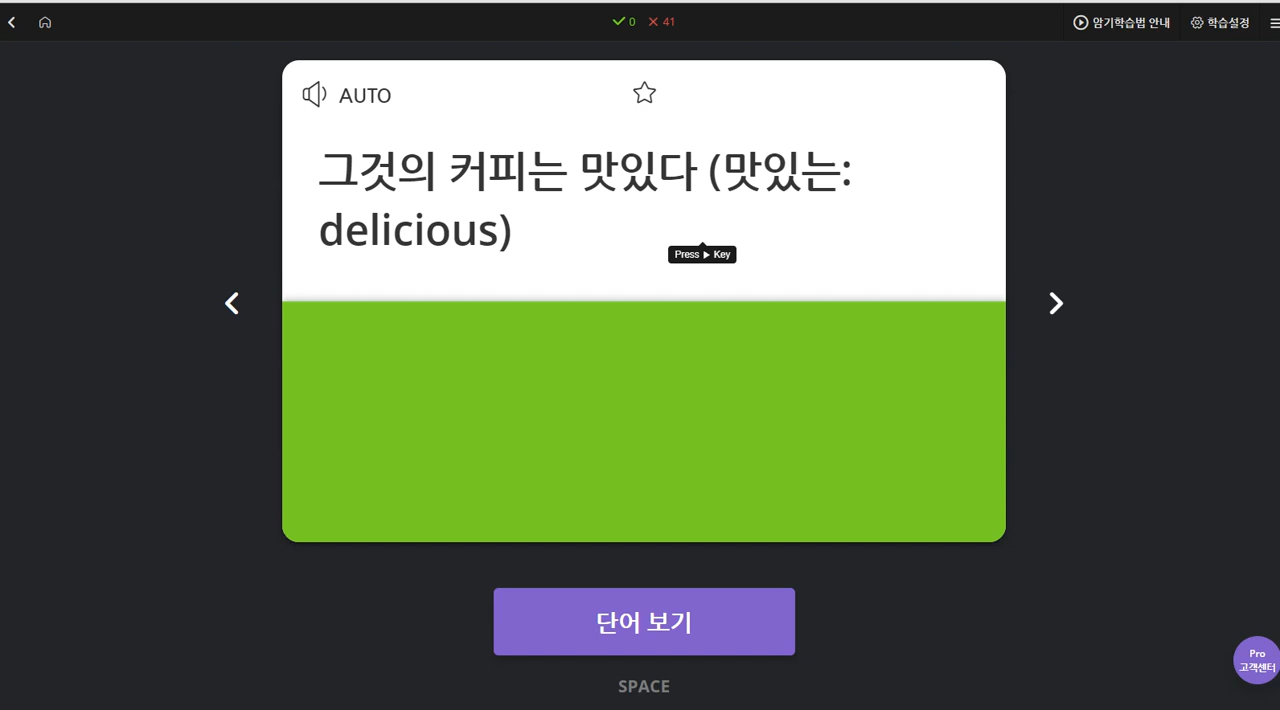 0 41
암기학습법 안내
학습설정
AUTO
그것의 커피는 맛있다 (맛있는:
delicious)
Press ▶ Key
단어 보기
SPACE
Pro
고객센터